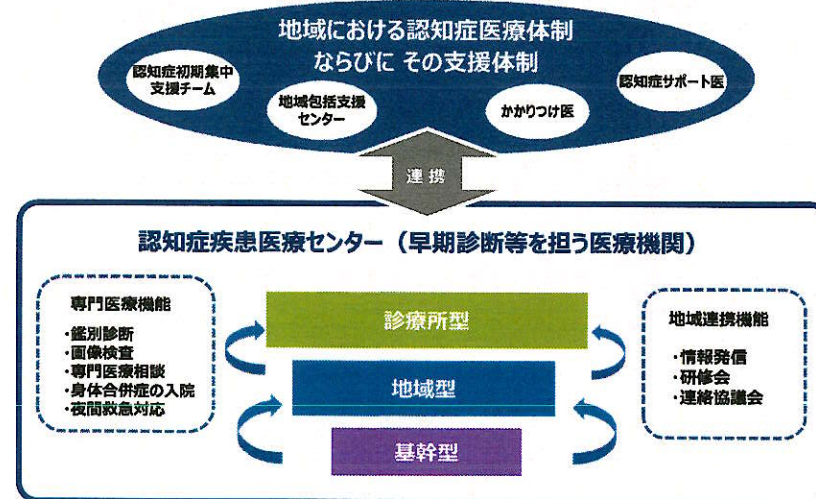 地域における認知症医療体制
ならびに その支援体制
認知症初期集中
支援チーム
地域包括支援
センター
かかりつけ医
認知症サポート医
連携
認知症疾患医療センター（早期診断等を担う医療機関）
専門医療機能
・鑑別診断
・画像検査
・専門医療相談
・身体合併症の入院
・夜間救急対応
診療所型
地域型
基幹型
地域連携機能
・情報発信
・研修会
・連絡協議会